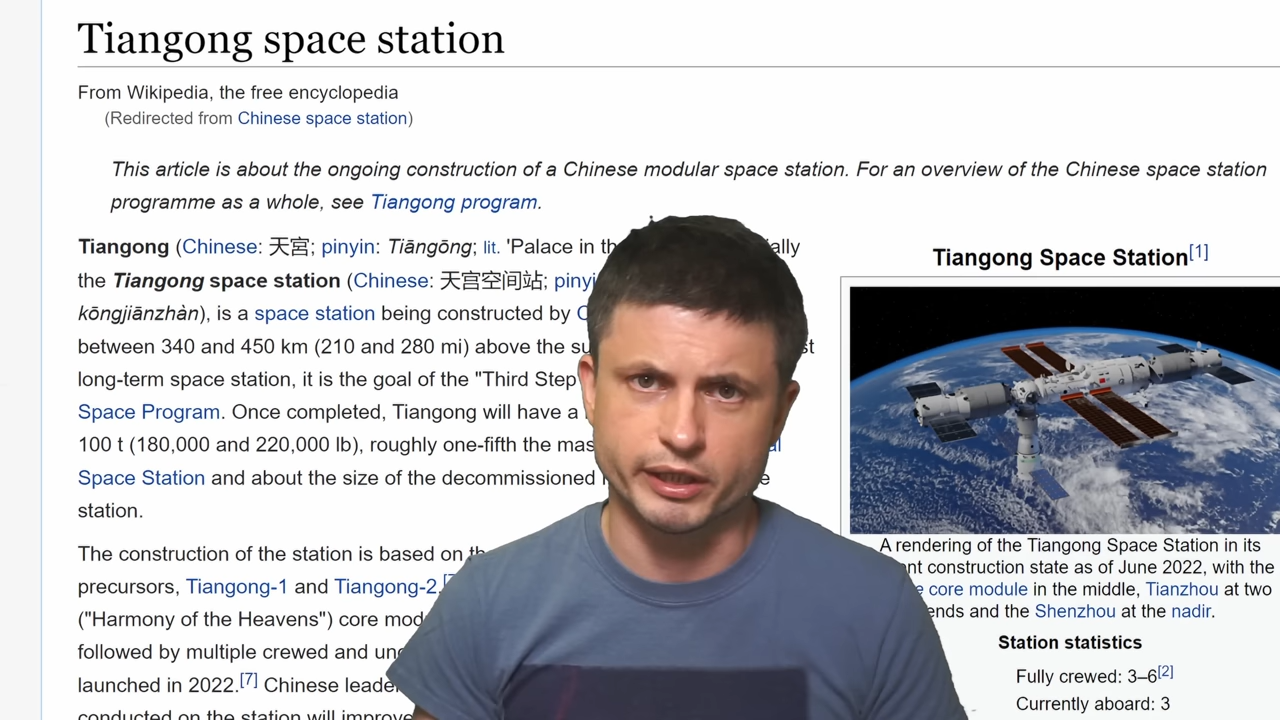 Tiangong space station
From Wikipedia, the free encyclopedia
(Redirected from Chinese space station)
This article is about the ongoing construction of a Chinese modular space station. For an overview of the Chinese space station
programme as a whole, see Tiangong program.
Tiangong (Chinese: 天宮; pinyin: Tiāngōng; lit. 'Palace in
the Tiangong space station (Chinese: 天宫空间站;
kōngjiānzhàn), is a space station being constructed by
between 340 and 450 km (210 and 280 mi) above the
long-term space station, it is the goal of the "Third Step
Space Program. Once completed, Tiangong will have a
100 t (180,000 and 220,000 lb), roughly one-fifth the
Space Station and about the size of the decommissioned
station.
The construction of the station is based on
precursors, Tiangong-1 and Tiangong-2.
("Harmony of the Heavens") core
followed by multiple crewed and
launched in 2022.[7] Chinese
conducted on the station will improve
Tiangong Space Station[1]
A rendering of the Tiangong Space Station in its
construction state as of June 2022, with the
core module in the middle, Tianzhou at two
ends and the Shenzhou at the nadir.
Station statistics
Fully crewed: 3–6[2]
Currently aboard: 3